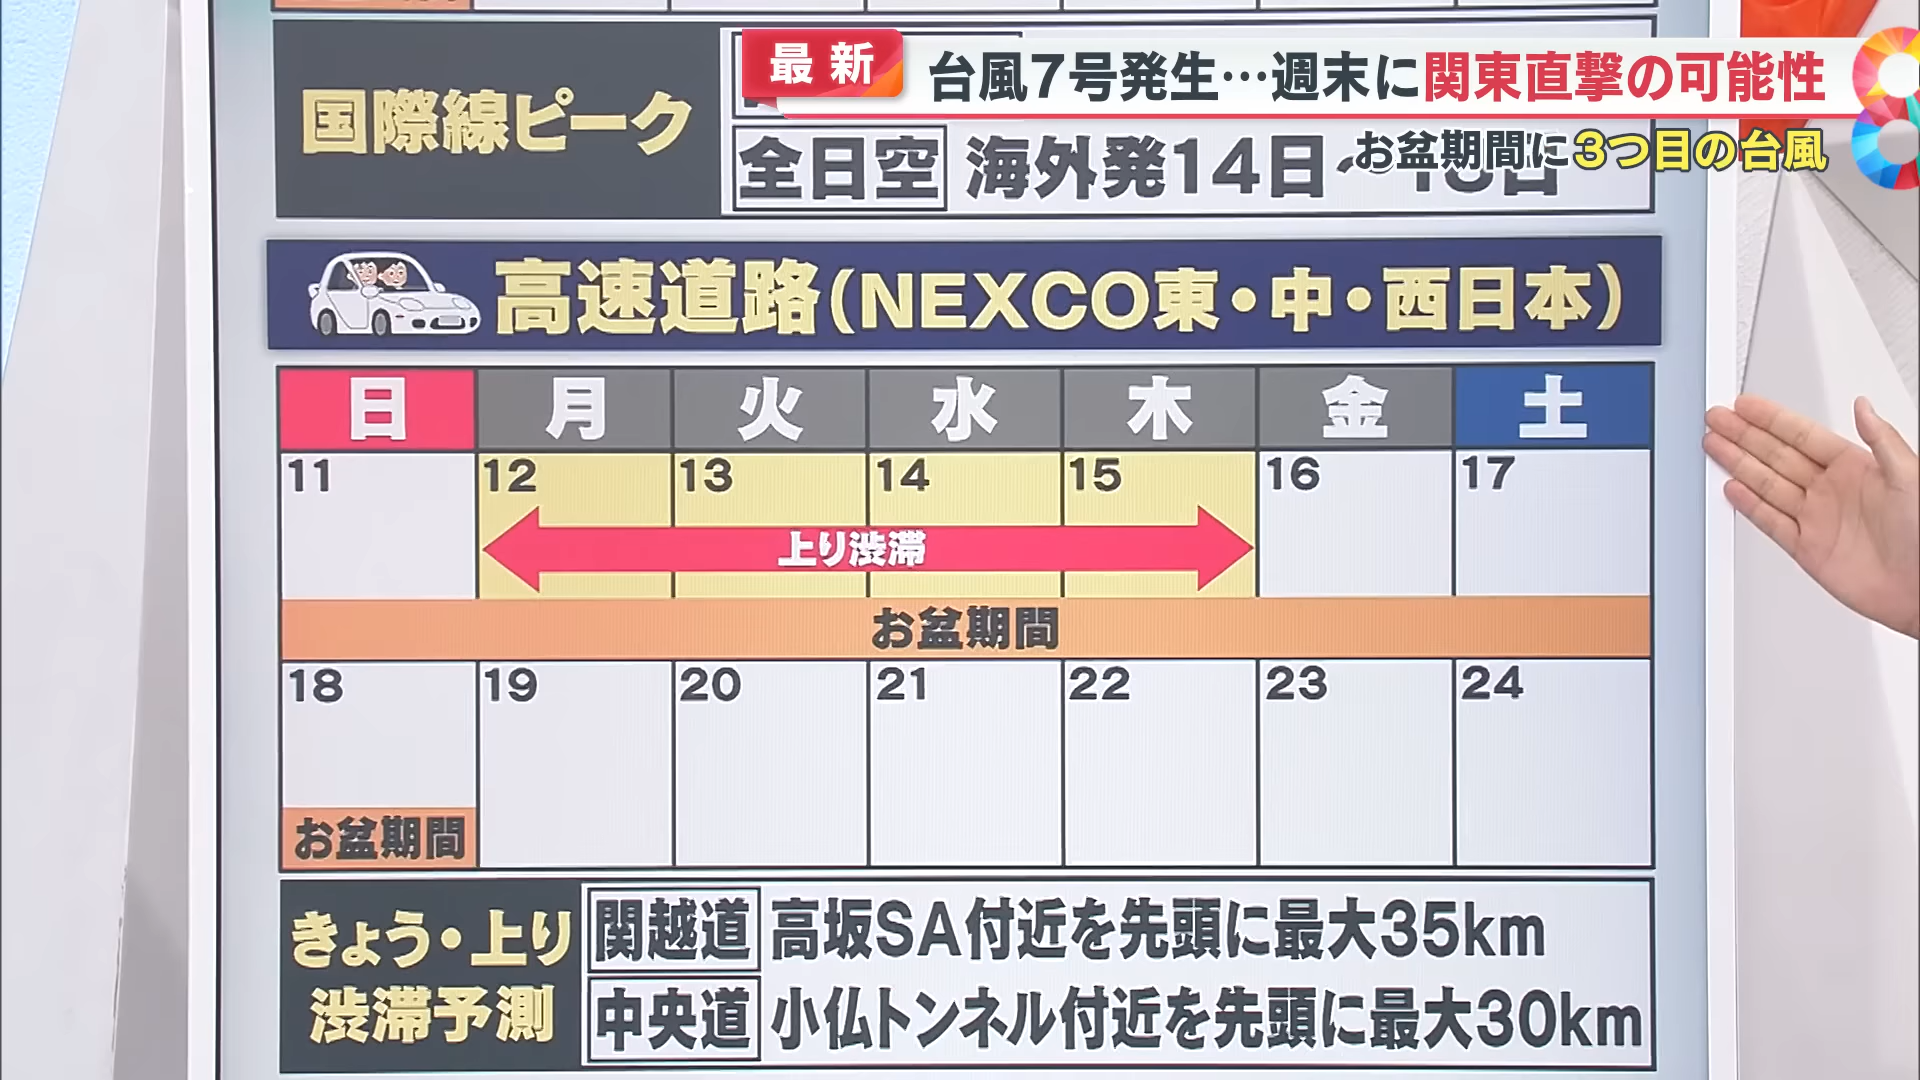 最新
台風7号発生…週末に関東直撃の可能性
お盆期間に3つ目の台風
国際線ピーク
全日空 海外発14日
高速道路(NEXCO東・中・西日本)
日 月 火 水 木 金 土
11 12 13 14 15 16 17
上り渋滞
お盆期間
18 19 20 21 22 23 24
お盆期間
きょう・上り
渋滞予測
関越道 高坂SA付近を先頭に最大35km
中央道 小仏トンネル付近を先頭に最大30km